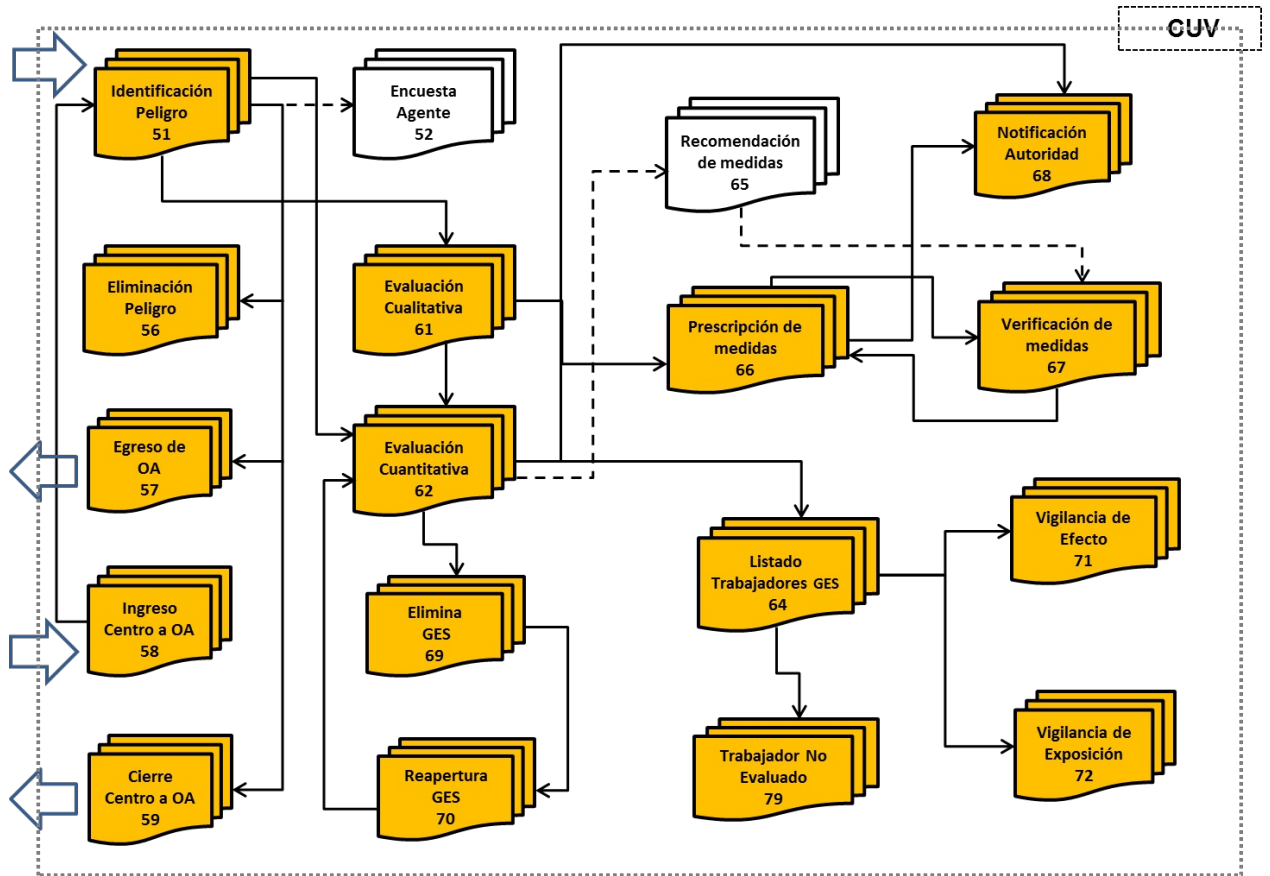 CUV
Identificación
Peligro
51
Encuesta
Agente
52
Recomendación
de medidas
65
Notificación
Autoridad
68
Eliminación
Peligro
56
Evaluación
Cualitativa
61
Prescripción de
medidas
66
Verificación de
medidas
67
Egreso de
OA
57
Evaluación
Cuantitativa
62
Listado
Trabajadores GES
64
Vigilancia de
Efecto
71
Ingreso
Centro a OA
58
Elimina
GES
69
Cierre
Centro a OA
59
Reapertura
GES
70
Trabajador No
Evaluado
79
Vigilancia de
Exposición
72